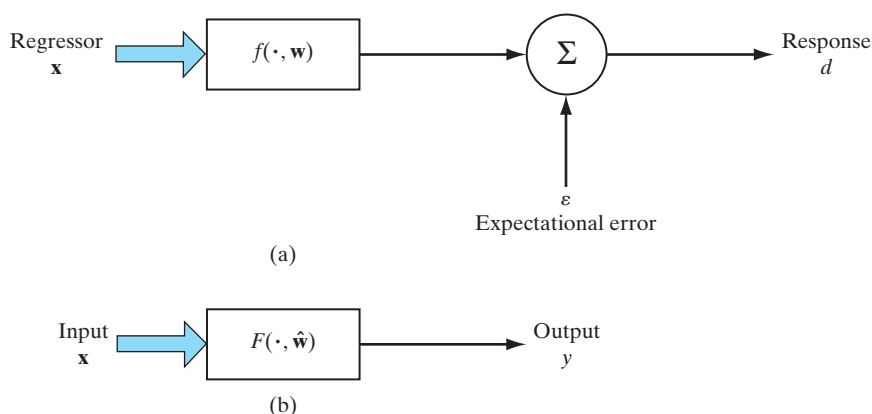 Regressor
x
f(·, w)
Σ
Response
d
ε
Expectational error
(a)
Input
x
F(·, ŵ)
Output
y
(b)